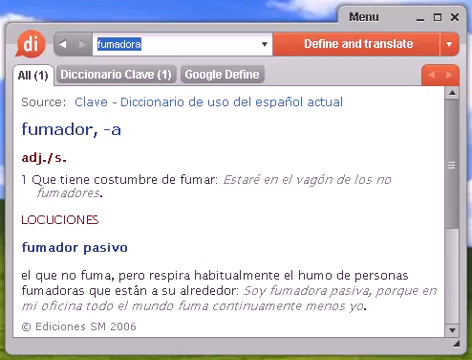 Menu
di
fumadora
Define and translate
All (1)
Diccionario Clave (1)
Google Define
Source: Clave - Diccionario de uso del español actual
fumador, -a
adj./s.
1 Que tiene costumbre de fumar: Estaré en el vagón de los no
fumadores.
LOCUCIONES
fumador pasivo
el que no fuma, pero respira habitualmente el humo de personas
fumadoras que están a su alrededor: Soy fumadora pasiva, porque en
mi oficina todo el mundo fuma continuamente menos yo.
© Ediciones SM 2006